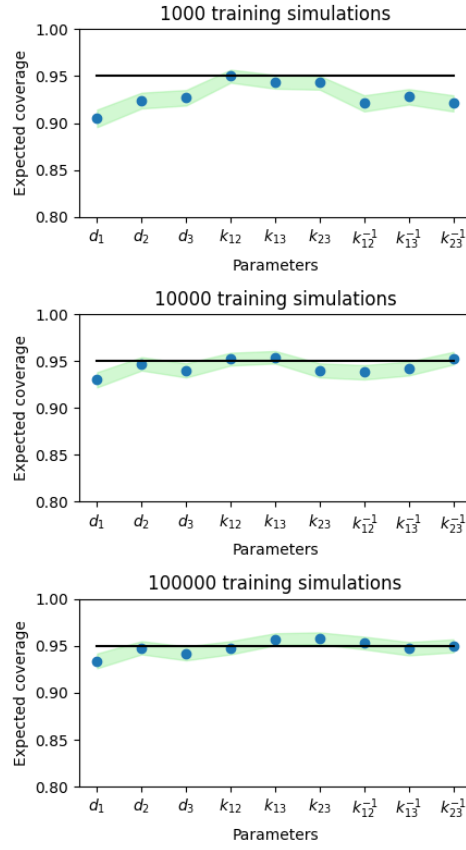 1000 training simulations
1.00
0.95
0.90
0.85
0.80
Expected coverage
d₁ d₂ d₃ k₁₂ k₁₃ k₂₃ k₁₂⁻¹ k₁₃⁻¹ k₂₃⁻¹
Parameters
10000 training simulations
1.00
0.95
0.90
0.85
0.80
Expected coverage
d₁ d₂ d₃ k₁₂ k₁₃ k₂₃ k₁₂⁻¹ k₁₃⁻¹ k₂₃⁻¹
Parameters
100000 training simulations
1.00
0.95
0.90
0.85
0.80
Expected coverage
d₁ d₂ d₃ k₁₂ k₁₃ k₂₃ k₁₂⁻¹ k₁₃⁻¹ k₂₃⁻¹
Parameters